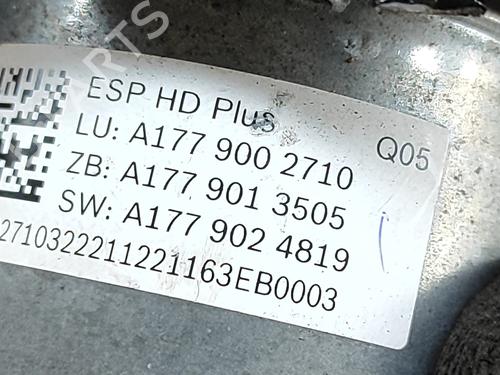 ESP HD Plus
LU: A177 900 2710 Q05
ZB: A177 901 3505
SW: A177 902 4819
2710322211221163EB0003